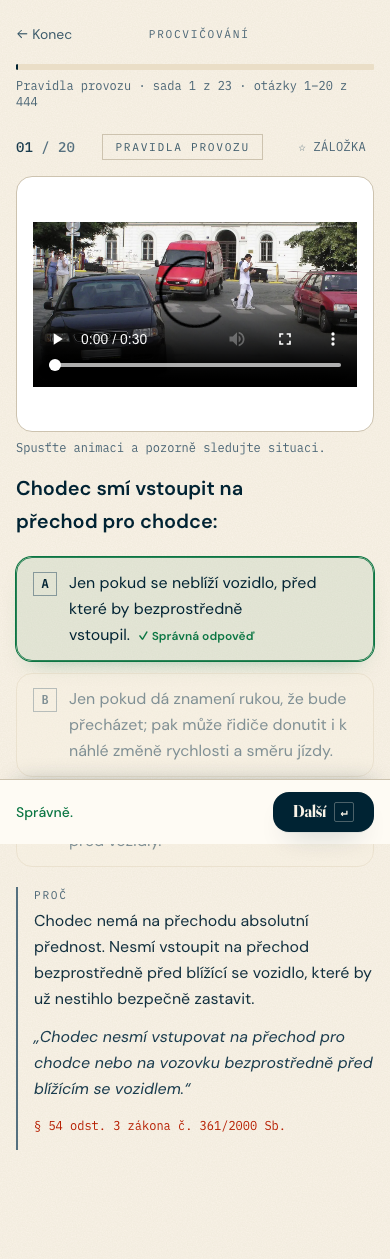 ← Konec
PROCVIČOVÁNÍ
Pravidla provozu · sada 1 z 23 · otázky 1–20 z
444
01 / 20
PRAVIDLA PROVOZU
☆ ZÁLOŽKA
0:00 / 0:30
Spusťte animaci a pozorně sledujte situaci.
Chodec smí vstoupit na
přechod pro chodce:
A
Jen pokud se neblíží vozidlo, před
které by bezprostředně
vstoupil. ✓ Správná odpověď
B
Jen pokud dá znamení rukou, že bude
přecházet; pak může řidiče donutit i k
náhlé změně rychlosti a směru jízdy.
Správně.
Další ↵
PROČ
Chodec nemá na přechodu absolutní
přednost. Nesmí vstoupit na přechod
bezprostředně před blížící se vozidlo, které by
už nestihlo bezpečně zastavit.
„Chodec nesmí vstupovat na přechod pro
chodce nebo na vozovku bezprostředně před
blížícím se vozidlem.“
§ 54 odst. 3 zákona č. 361/2000 Sb.